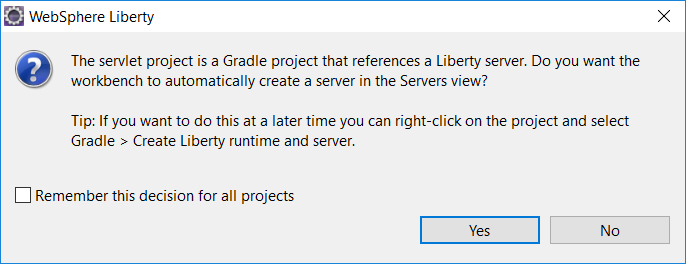 WebSphere Liberty
The servlet project is a Gradle project that references a Liberty server. Do you want the
workbench to automatically create a server in the Servers view?
Tip: If you want to do this at a later time you can right-click on the project and select
Gradle > Create Liberty runtime and server.
Remember this decision for all projects
Yes No